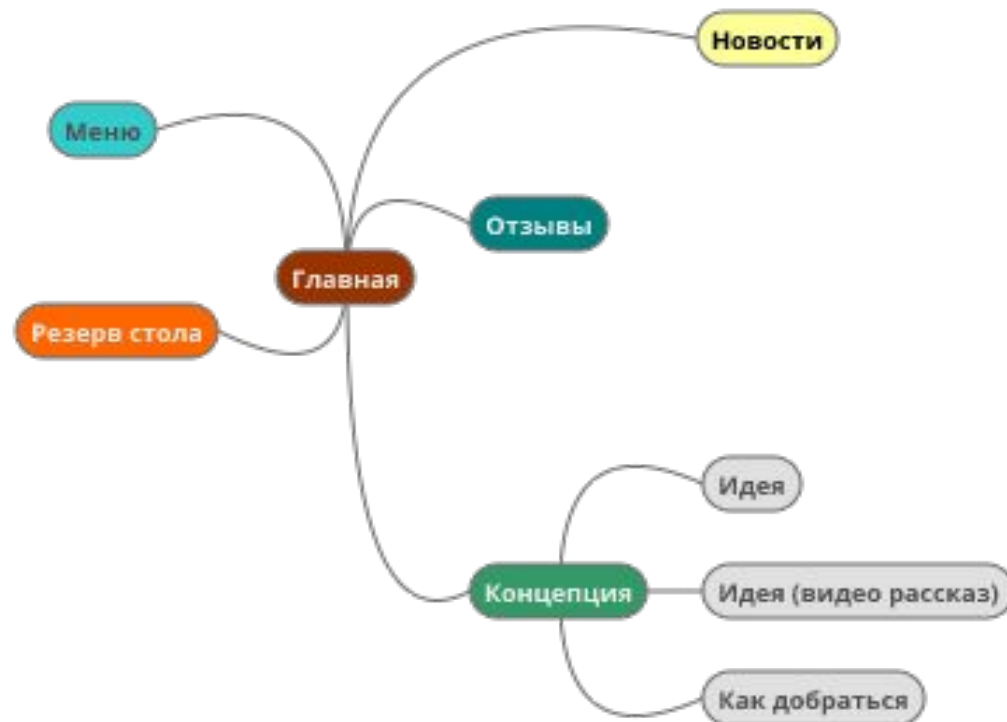 Новости
Меню
Отзывы
Главная
Резерв стола
Идея
Концепция
Идея (видео рассказ)
Как добраться